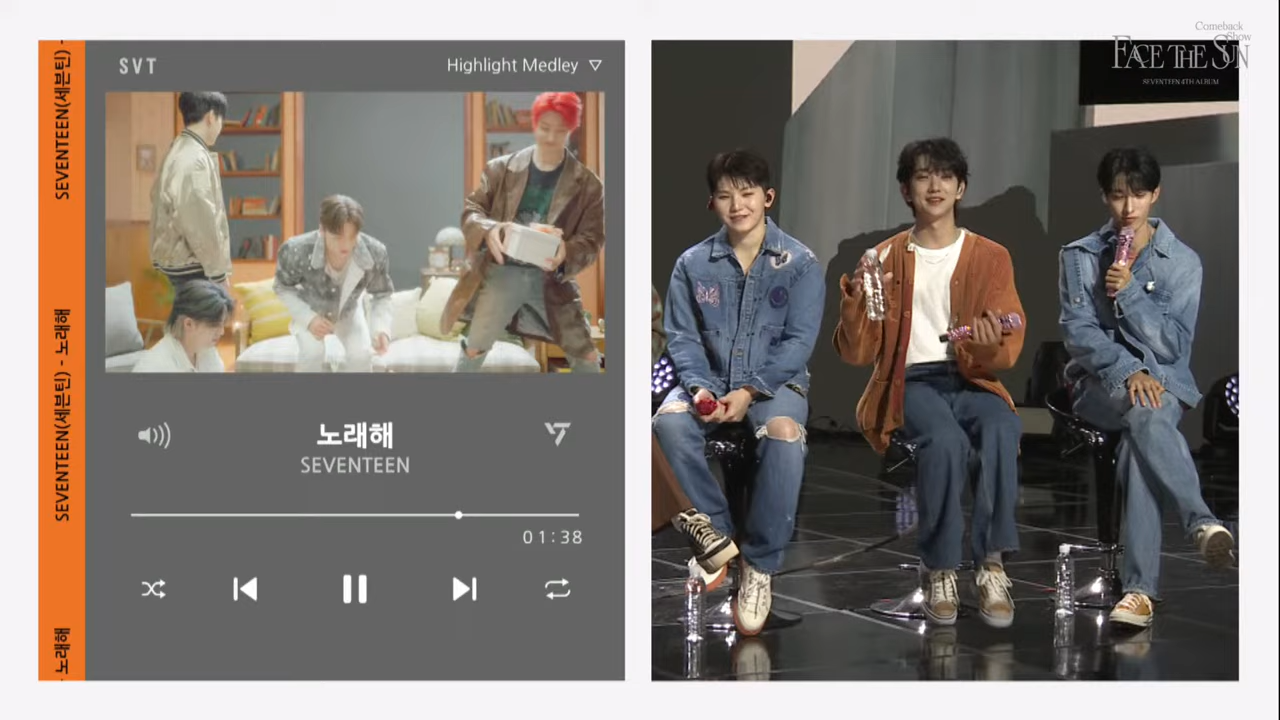 SEVENTEEN(세븐틴) -
SEVENTEEN(세븐틴) - 노래해
- 노래해
SVT
Highlight Medley
노래해
SEVENTEEN
01:38
Comeback
Show
FACE THE SUN
SEVENTEEN 4TH ALBUM